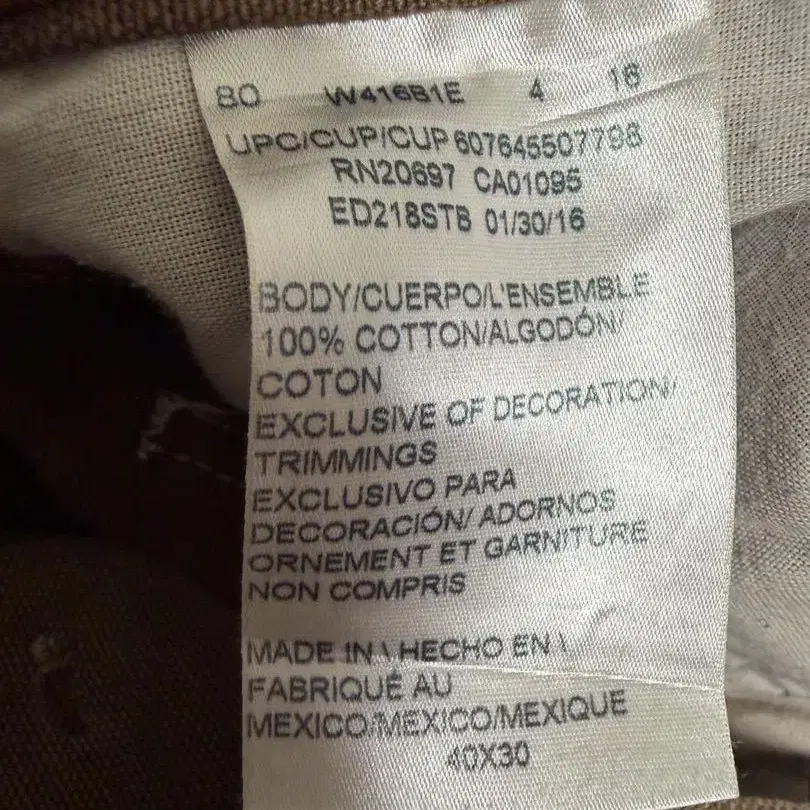 80 W416B1E 4 16
UPC/CUP/CUP 607645507798
RN20697 CA01095
ED218STB 01/30/16
BODY/CUERPO/L'ENSEMBLE
100% COTTON/ALGODÓN/
COTON
EXCLUSIVE OF DECORATION/
TRIMMINGS
EXCLUSIVO PARA
DECORACIÓN/ ADORNOS
ORNEMENT ET GARNITURE
NON COMPRIS
MADE IN \ HECHO EN \
FABRIQUÉ AU
MEXICO/MEXICO/MEXIQUE
40X30